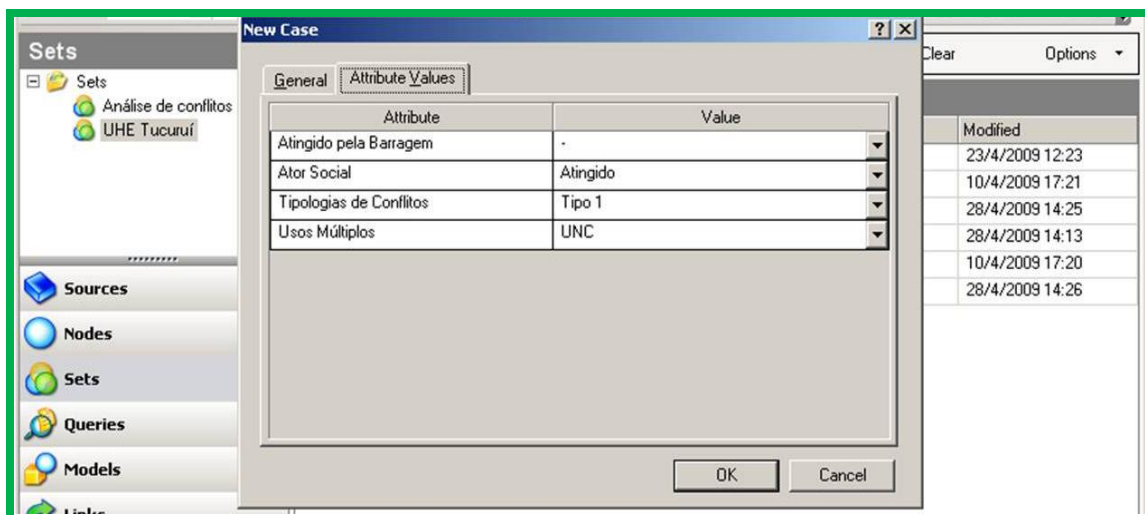 New Case
Sets
Clear Options
Sets
Análise de conflitos
UHE Tucuruí
General Attribute Values
Attribute Value
Atingido pela Barragem -
Ator Social Atingido
Tipologias de Conflitos Tipo 1
Usos Múltiplos UNC
Modified
23/4/2009 12:23
10/4/2009 17:21
28/4/2009 14:25
28/4/2009 14:13
10/4/2009 17:20
28/4/2009 14:26
Sources
Nodes
Sets
Queries
Models
Links
OK Cancel